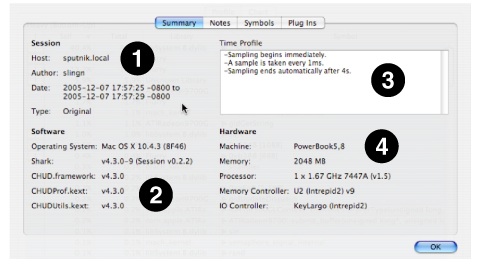 Summary Notes Symbols Plug Ins
Session
Host: sputnik.local
Author: slingn
Date: 2005-12-07 17:57:25 -0800 to
2005-12-07 17:57:29 -0800
Type: Original
1
Time Profile
-Sampling begins immediately.
-A sample is taken every 1ms.
-Sampling ends automatically after 4s.
3
Software
Operating System: Mac OS X 10.4.3 (8F46)
Shark: v4.3.0-9 (Session v0.2.2)
CHUD.framework: v4.3.0
CHUDProf.kext: v4.3.0
CHUDUtils.kext: v4.3.0
2
Hardware
Machine: PowerBook5,8
Memory: 2048 MB
Processor: 1 x 1.67 GHz 7447A (v1.5)
Memory Controller: U2 (Intrepid2) v9
IO Controller: KeyLargo (Intrepid2)
4
OK